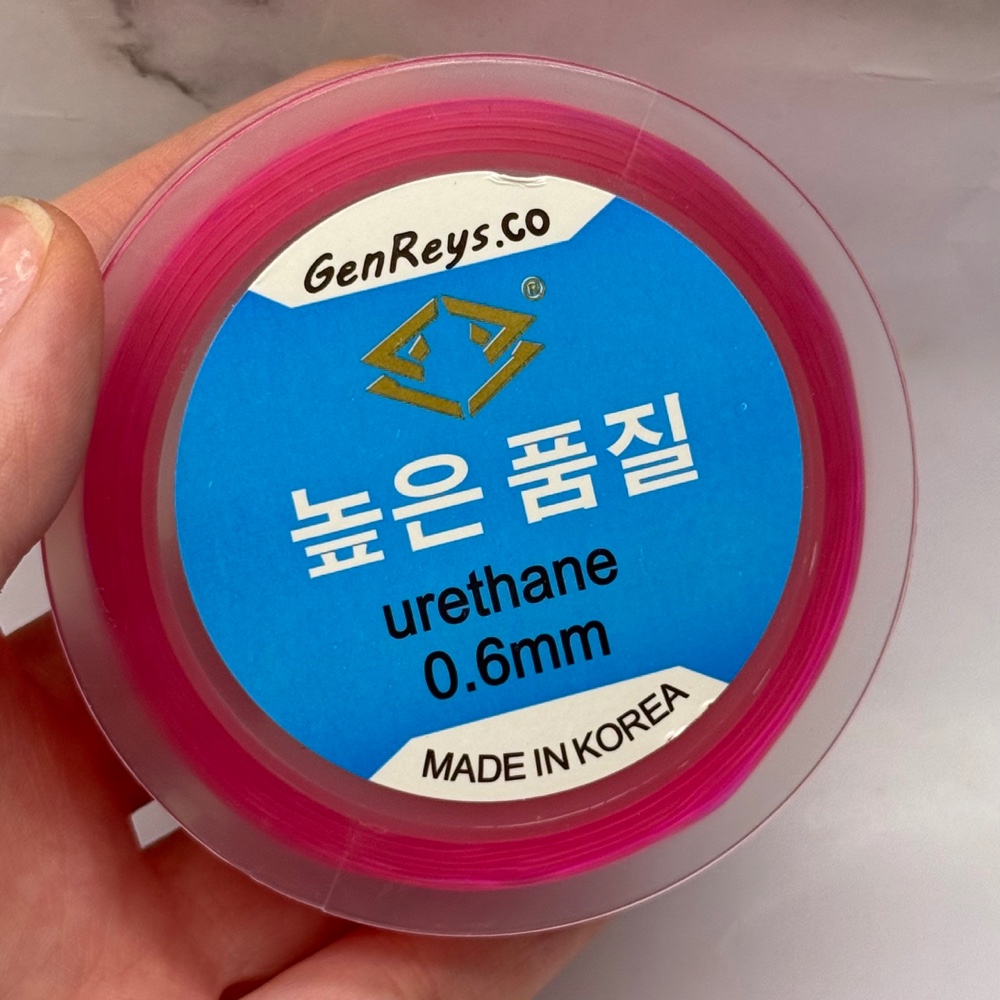 GenReys.co
®
높은 품질
urethane
0.6mm
MADE IN KOREA